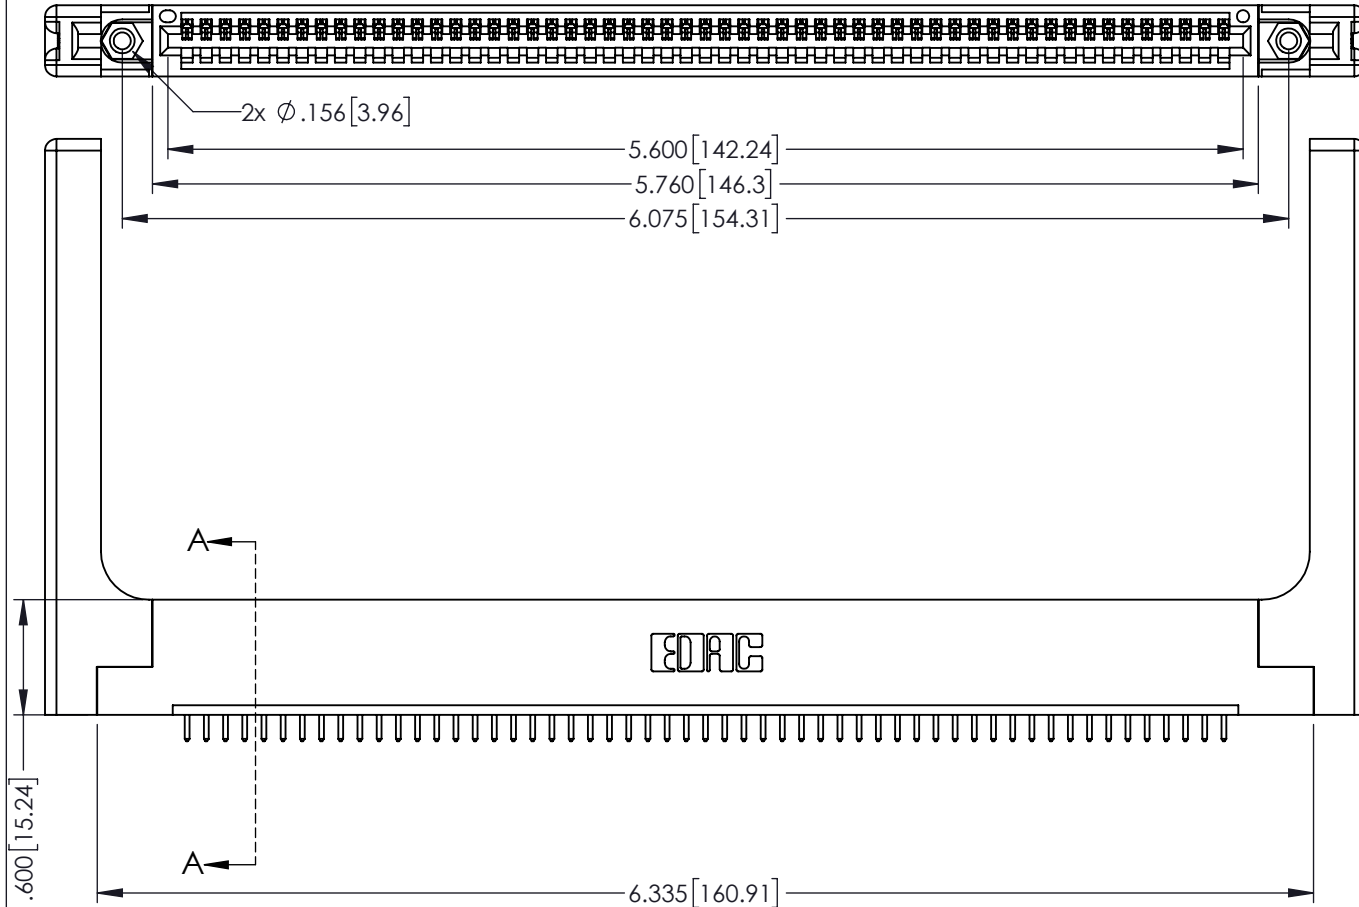 2x ∅.156[3.96]
5.600[142.24]
5.760[146.3]
6.075[154.31]
A
EDAC
.600[15.24]
A
6.335[160.91]